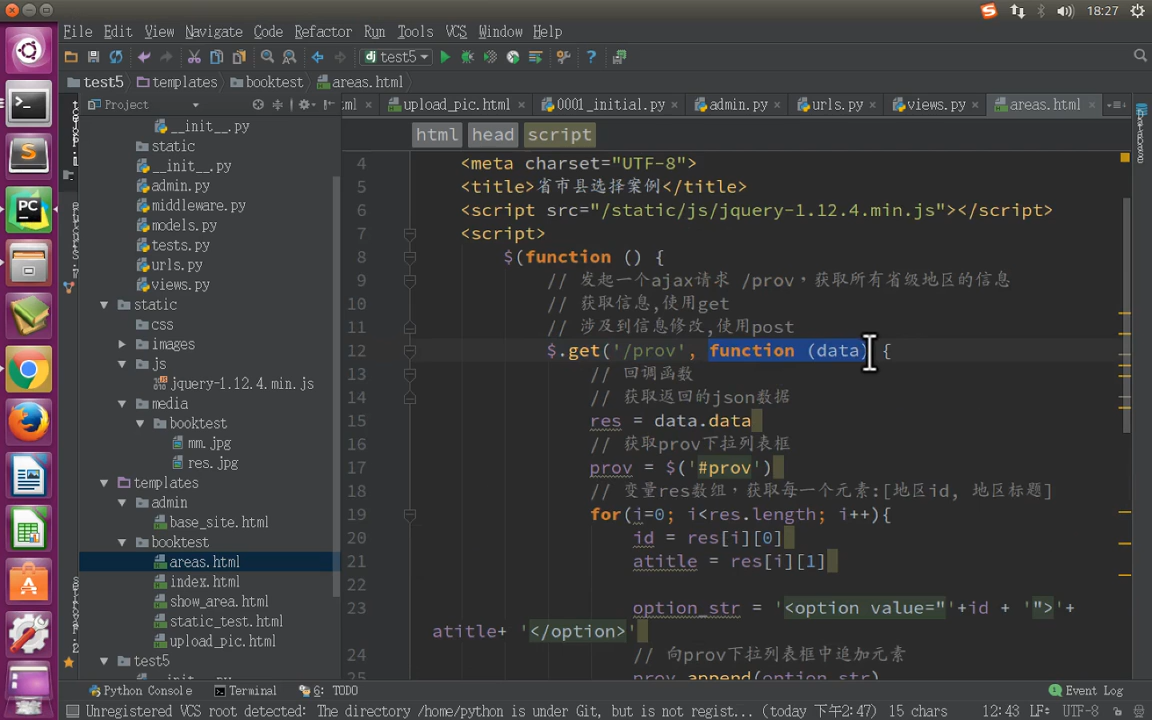 18:27
File Edit View Navigate Code Refactor Run Tools VCS Window Help
test5
test5 templates booktest areas.html
Project
ml upload_pic.html 0001_initial.py admin.py urls.py views.py areas.html
html head script
__init__.py
static
__init__.py
admin.py
middleware.py
models.py
tests.py
urls.py
views.py
static
css
images
js
jquery-1.12.4.min.js
media
booktest
mm.jpg
res.jpg
templates
admin
base_site.html
booktest
areas.html
index.html
show_area.html
static_test.html
upload_pic.html
test5
__init__.py
4 <meta charset="UTF-8">
5 <title>省市县选择案例</title>
6 <script src="/static/js/jquery-1.12.4.min.js"></script>
7 <script>
8 $(function () {
9 // 发起一个ajax请求 /prov，获取所有省级地区的信息
10 // 获取信息,使用get
11 // 涉及到信息修改,使用post
12 $.get('/prov', function (data) {
13 // 回调函数
14 // 获取返回的json数据
15 res = data.data
16 // 获取prov下拉列表框
17 prov = $('#prov')
18 // 变量res数组，获取每一个元素:[地区id, 地区标题]
19 for(i=0; i<res.length; i++){
20 id = res[i][0]
21 atitle = res[i][1]
22
23 option_str = '<option value="'+id + '">'+
atitle+ '</option>'
24 // 向prov下拉列表框中追加元素
25 prov.append(option_str)
Python Console Terminal 6: TODO Event Log
Unregistered VCS root detected: The directory /home/python is under Git, but is not regist... (today 下午2:47) 15 chars 12:43 LF UTF-8